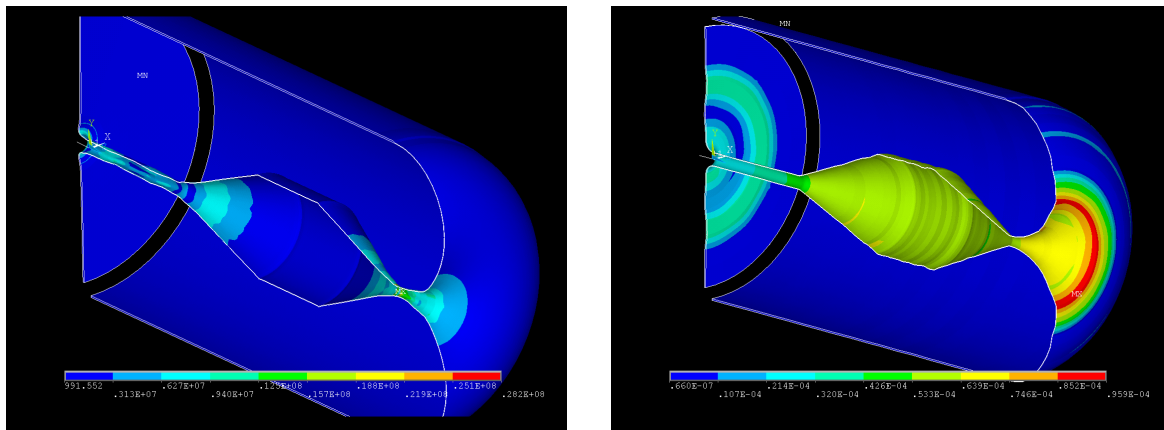 MN
Y
X
991.552 .627E+07 .125E+08 .188E+08 .251E+08
.313E+07 .940E+07 .157E+08 .219E+08 .282E+08
MN
Y
X
.660E-07 .214E-04 .426E-04 .639E-04 .852E-04
.107E-04 .320E-04 .533E-04 .746E-04 .959E-04